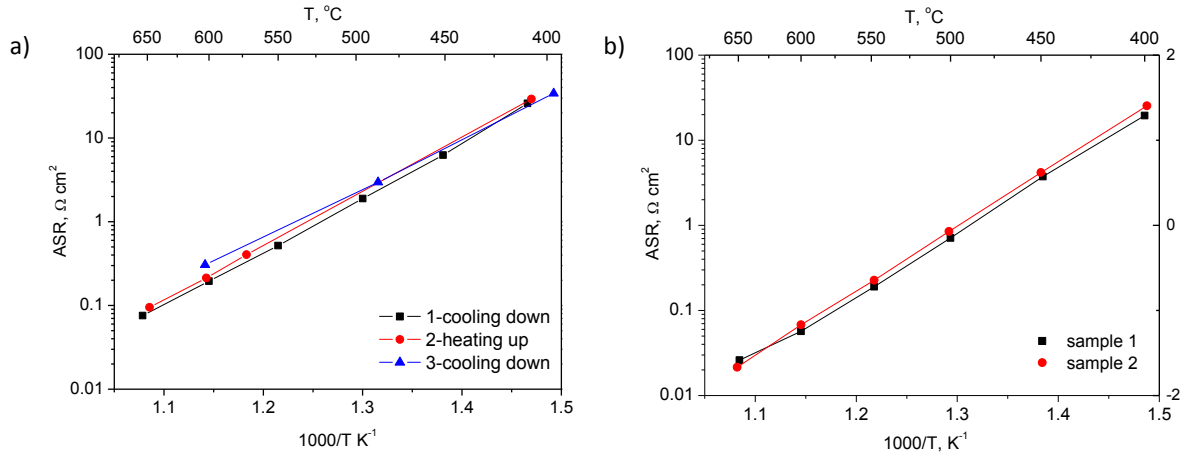 a)
T, °C
650 600 550 500 450 400
100
10
1
0.1
0.01
ASR, Ω cm²
1-cooling down
2-heating up
3-cooling down
1.1 1.2 1.3 1.4 1.5
1000/T K⁻¹
b)
T, °C
650 600 550 500 450 400
100
10
1
0.1
0.01
ASR, Ω cm²
2
0
-2
sample 1
sample 2
1.1 1.2 1.3 1.4 1.5
1000/T, K⁻¹